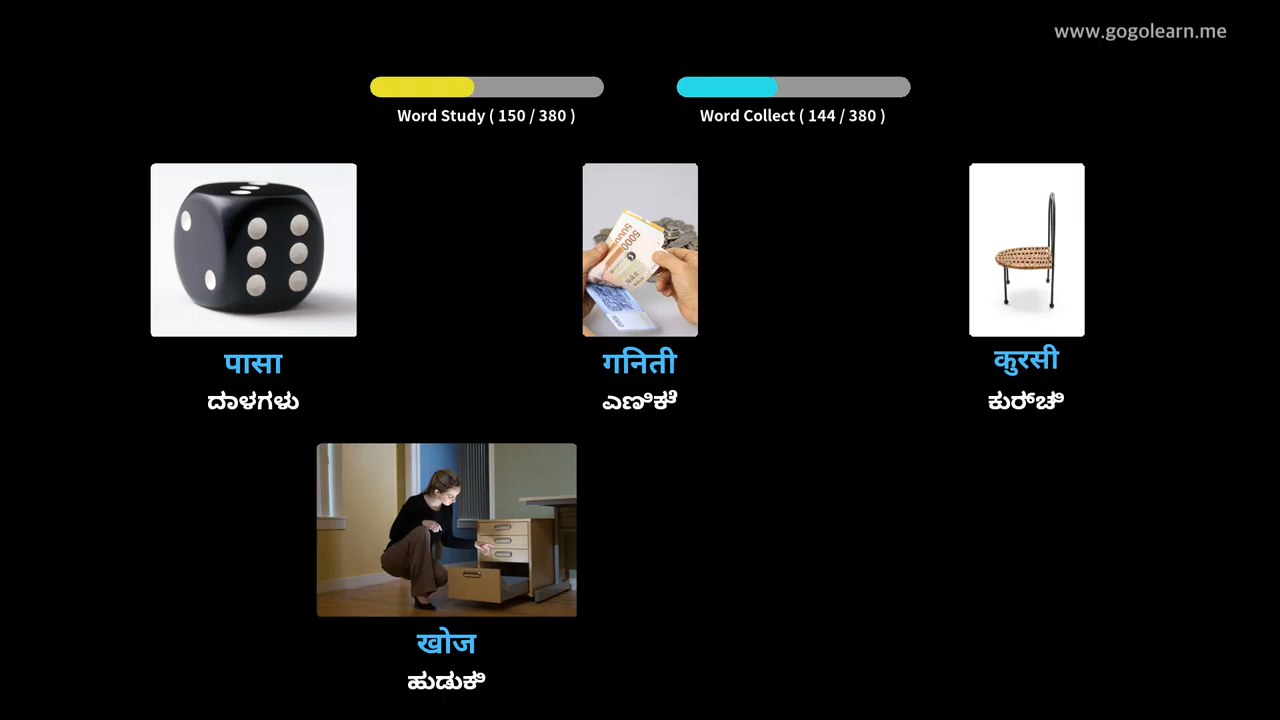 www.gogolearn.me
Word Study ( 150 / 380 )
Word Collect ( 144 / 380 )
पासा
ದಾಳಗಳು
गनिती
ಎಣಿಕೆ
कुरसी
ಕುರ್ಚಿ
खोज
ಹುಡುಕಿ